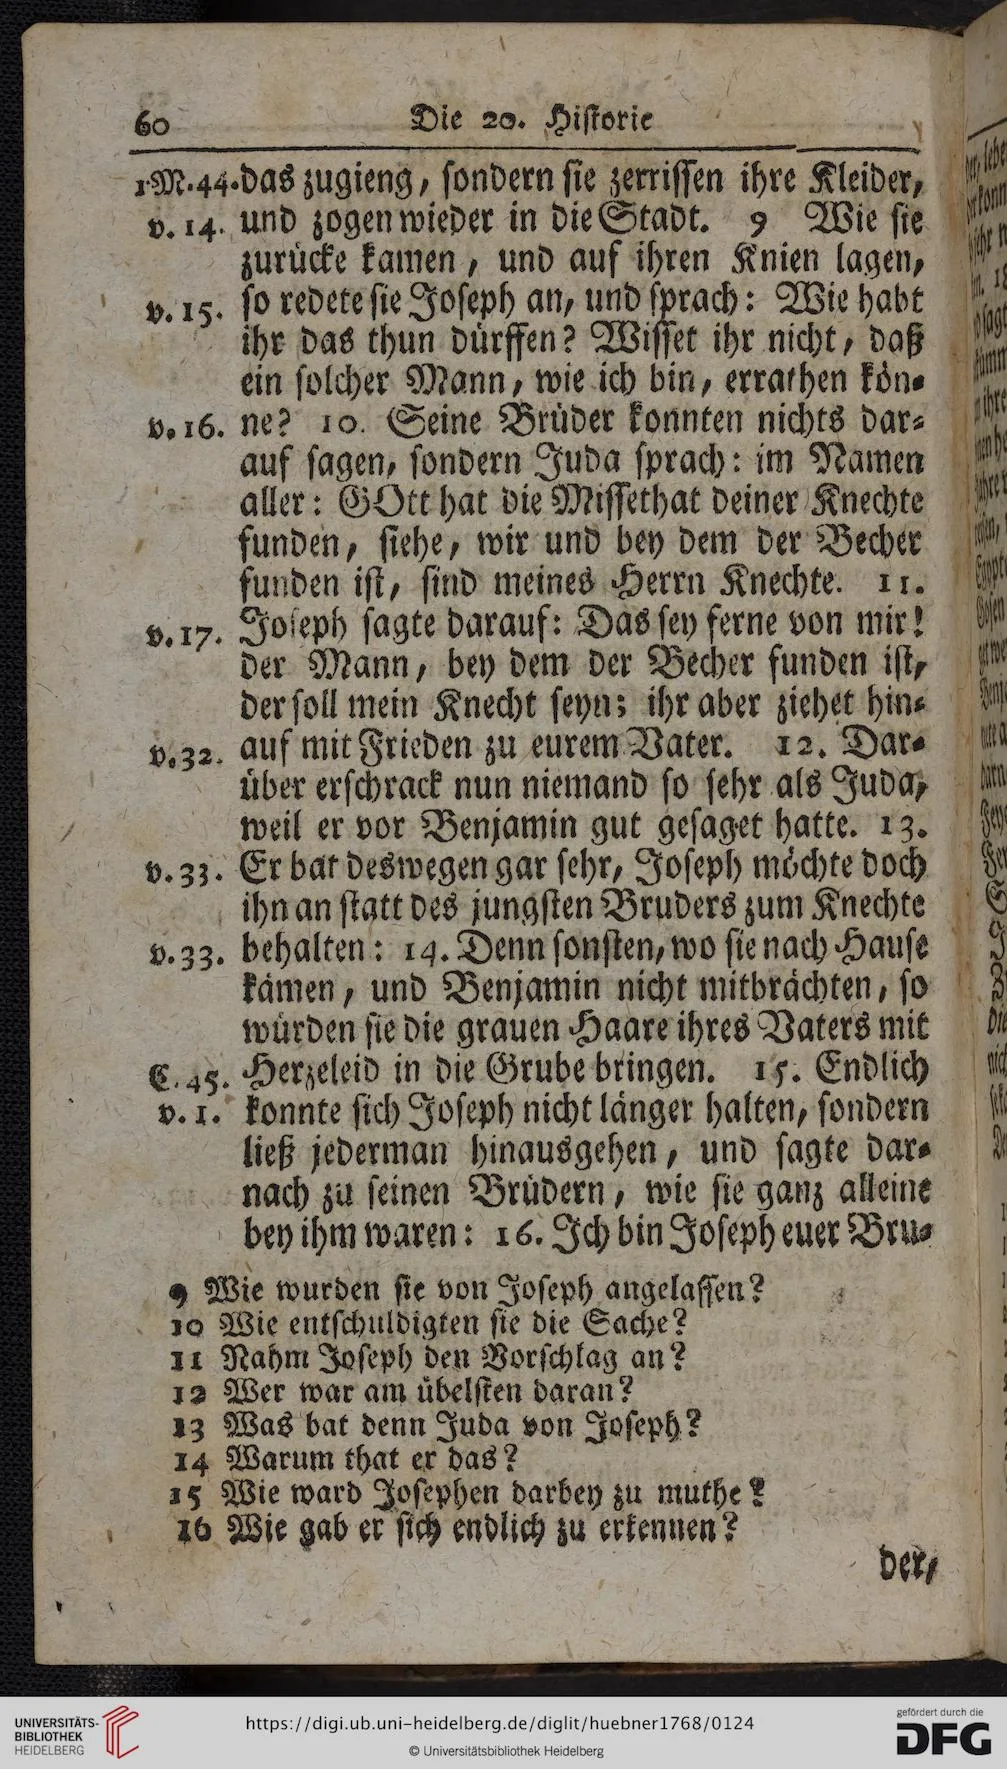 60 Die 20. Hiſtorie
1.M.44. das zugieng, ſondern ſie zerriſſen ihre Kleider,
v. 14. und zogen wieder in die Stadt. 9 Wie ſie
zurücke kamen, und auf ihren Knien lagen,
v. 15. ſo redete ſie Joſeph an, und ſprach: Wie habt
ihr das thun dürffen? Wiſſet ihr nicht, daß
ein ſolcher Mann, wie ich bin, errathen kön⸗
v. 16. ne? 10. Seine Brüder konnten nichts dar⸗
auf ſagen, ſondern Juda ſprach: im Namen
aller: GOtt hat die Miſſethat deiner Knechte
funden, ſiehe, wir und bey dem der Becher
funden iſt, ſind meines Herrn Knechte. 11.
v. 17. Joſeph ſagte darauf: Das ſey ferne von mir!
der Mann, bey dem der Becher funden iſt,
der ſoll mein Knecht ſeyn; ihr aber ziehet hin⸗
v. 32. auf mit Frieden zu eurem Vater. 12. Dar⸗
über erſchrack nun niemand ſo ſehr als Juda,
weil er vor Benjamin gut geſaget hatte. 13.
v. 33. Er bat deswegen gar ſehr, Joſeph möchte doch
ihn an ſtatt des jungſten Bruders zum Knechte
v. 33. behalten: 14. Denn ſonſten, wo ſie nach Hauſe
kämen, und Benjamin nicht mitbrächten, ſo
würden ſie die grauen Haare ihres Vaters mit
C. 45. Herzeleid in die Grube bringen. 15. Endlich
v. 1. konnte ſich Joſeph nicht länger halten, ſondern
ließ jederman hinausgehen, und ſagte dar⸗
nach zu ſeinen Brüdern, wie ſie ganz alleine
bey ihm waren: 16. Ich bin Joſeph euer Bru⸗
9 Wie wurden ſie von Joſeph angelaſſen?
10 Wie entſchuldigten ſie die Sache?
11 Nahm Joſeph den Vorſchlag an?
12 Wer war am übelſten daran?
13 Was bat denn Juda von Joſeph?
14 Warum that er das?
15 Wie ward Joſephen darbey zu muthe?
16 Wie gab er ſich endlich zu erkennen?
der,
UNIVERSITÄTS-
BIBLIOTHEK
HEIDELBERG
https://digi.ub.uni-heidelberg.de/diglit/huebner1768/0124
© Universitätsbibliothek Heidelberg
gefördert durch die
DFG